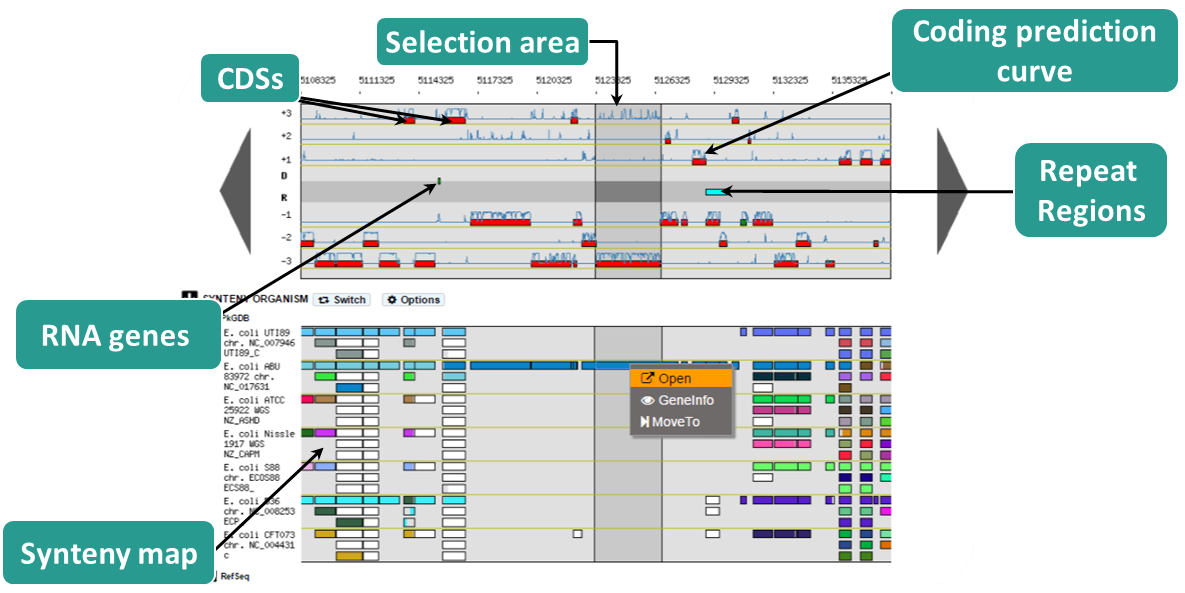 Selection area
Coding prediction
curve
CDSs
5108325 5111325 5114325 5117325 5120325 5123325 5126325 5129325 5132325 5135325
+3
+2
+1
D
R
-1
-2
-3
Repeat
Regions
RNA genes
SYNTENY ORGANISM Switch Options
PkGDB
E. coli UTI89
chr. NC_007946
UTI89_C
E. coli ABU
83972 chr.
NC_017631
Open
GeneInfo
MoveTo
E. coli ATCC
25922 WGS
NZ_ASHD
E. coli Nissle
1917 WGS
NZ_CAPM
E. coli S88
chr. ECOS88
ECS88_
E. coli 536
chr. NC_008253
ECP
E. coli CFT073
chr. NC_004431
c
Synteny map
RefSeq